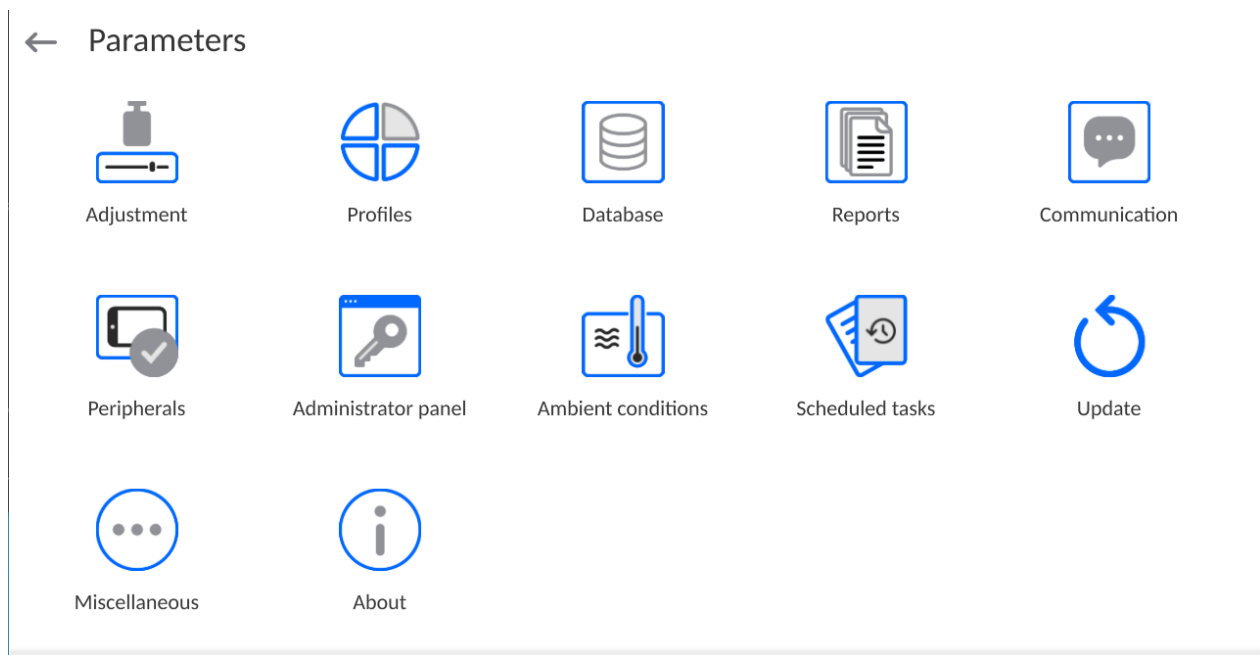 Parameters
Adjustment Profiles Database Reports Communication
Peripherals Administrator panel Ambient conditions Scheduled tasks Update
Miscellaneous About